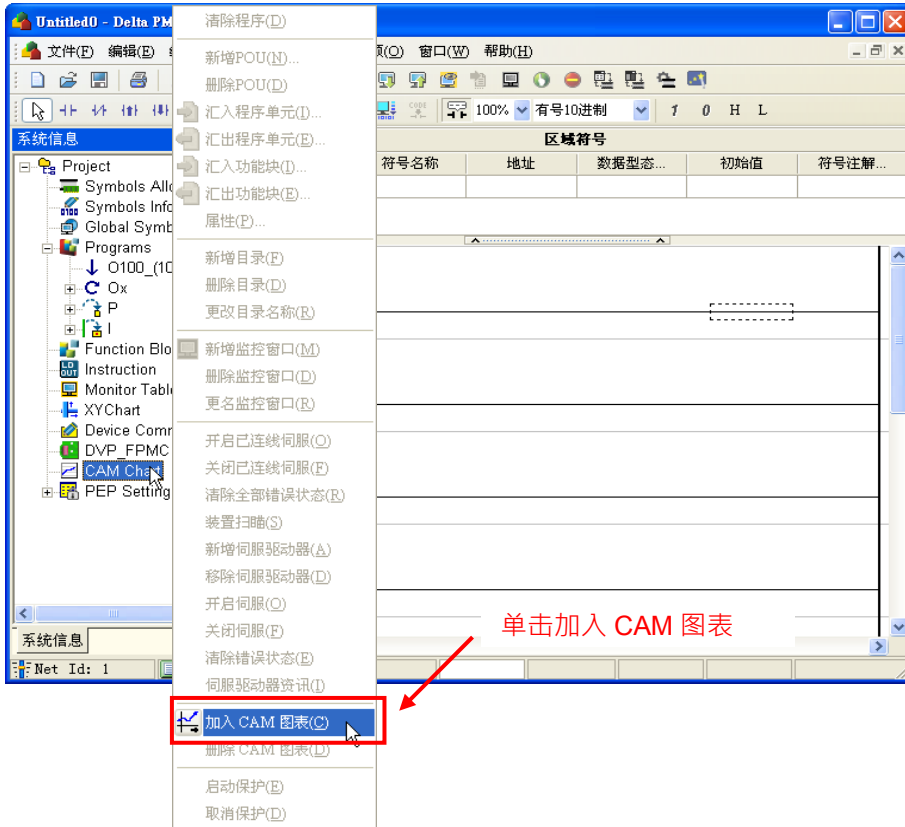 Untitled0 - Delta PM
文件(F) 编辑(E) 项(O) 窗口(W) 帮助(H)
100% 有号10进制 1 0 H L
系统信息
区域符号
符号名称 地址 数据型态... 初始值 符号注解...
Project
Symbols Allo
Symbols Info
Global Symb
Programs
O100_(10
Ox
P
I
Function Blo
Instruction
Monitor Table
XYChart
Device Comm
DVP_FPMC
CAM Chart
PEP Setting
系统信息
Net Id: 1
清除程序(D)
新增POU(N)...
删除POU(D)
汇入程序单元(I)...
汇出程序单元(E)...
汇入功能块(I)...
汇出功能块(E)...
属性(P)...
新增目录(F)
删除目录(D)
更改目录名称(R)
新增监控窗口(M)
删除监控窗口(D)
更名监控窗口(R)
开启已连线伺服(O)
关闭已连线伺服(F)
清除全部错误状态(R)
装置扫瞄(S)
新增伺服驱动器(A)
移除伺服驱动器(D)
开启伺服(O)
关闭伺服(F)
清除错误状态(E)
伺服驱动器资讯(I)
加入 CAM 图表(C)
删除 CAM 图表(D)
启动保护(E)
取消保护(D)
单击加入 CAM 图表